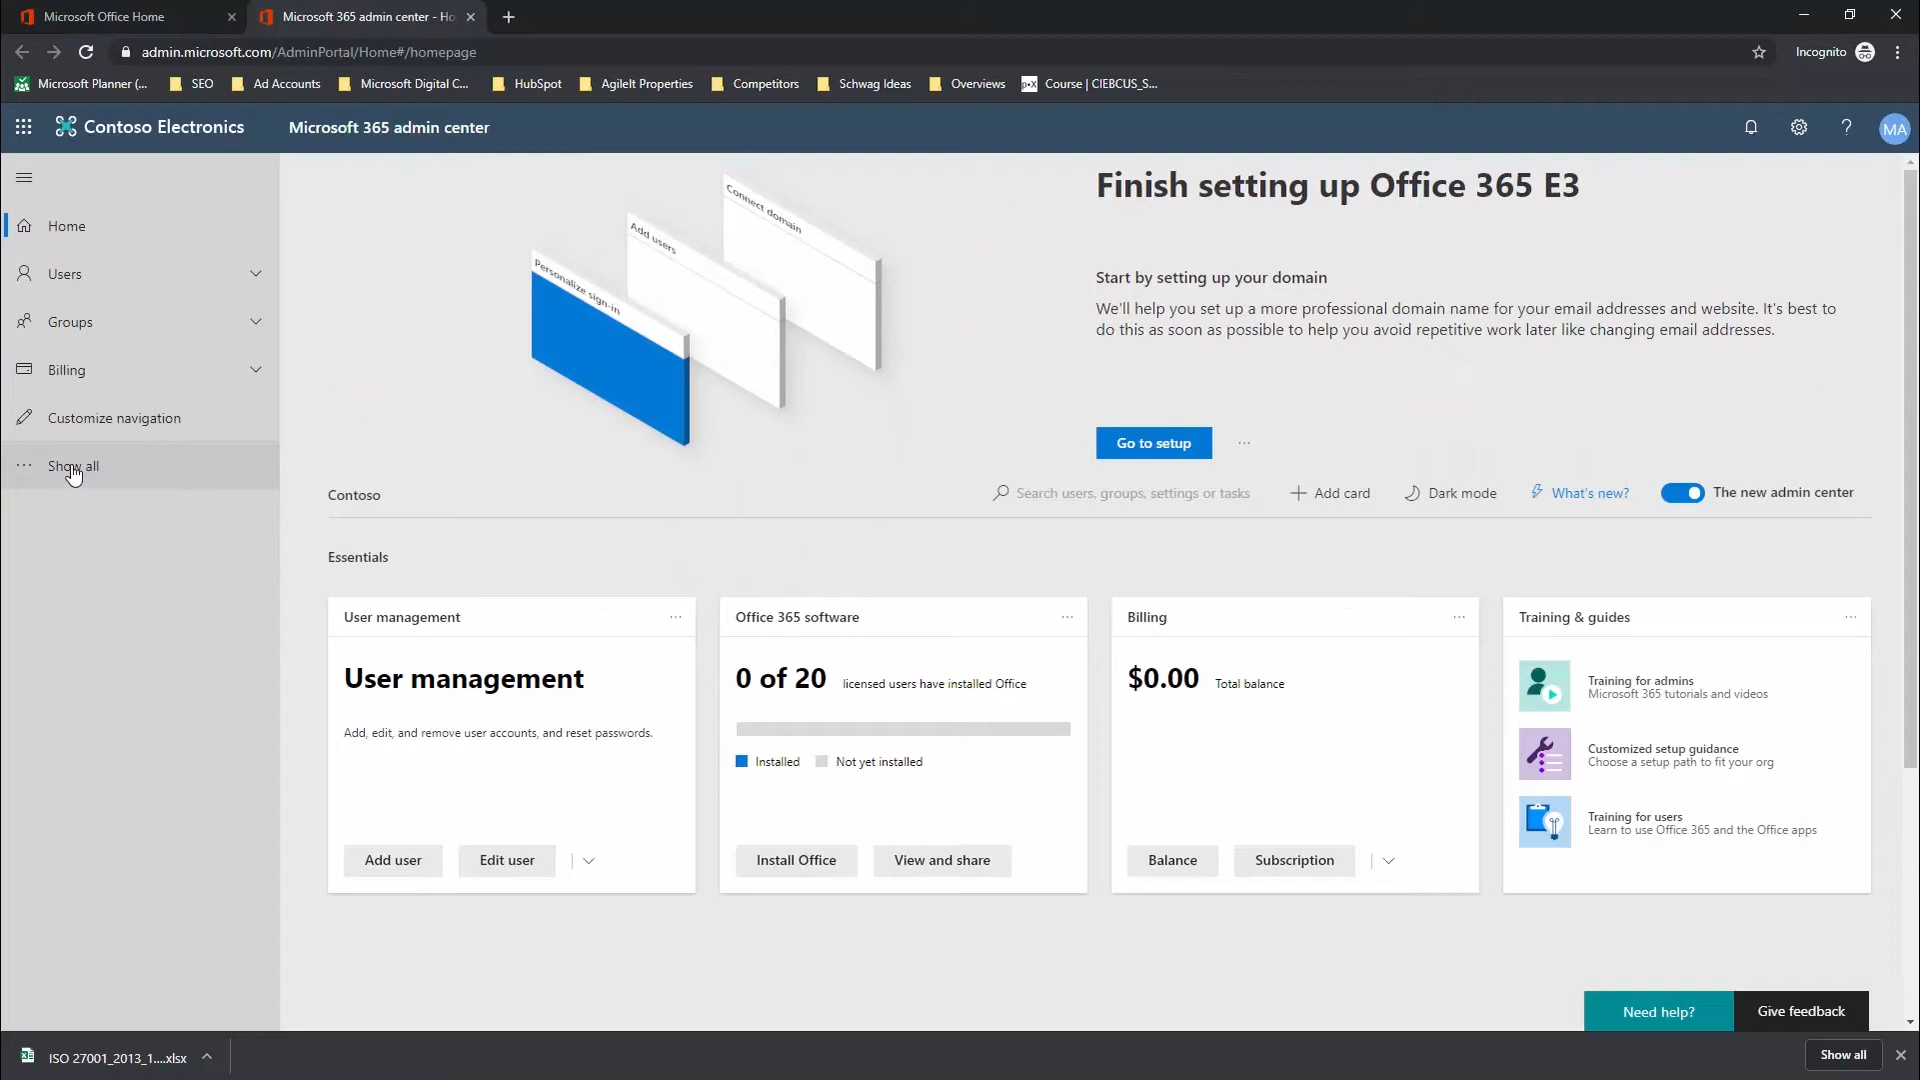 Microsoft Office Home
Microsoft 365 admin center - Ho
admin.microsoft.com/AdminPortal/Home#/homepage
Incognito
Microsoft Planner (...
SEO
Ad Accounts
Microsoft Digital C...
HubSpot
AgileIt Properties
Competitors
Schwag Ideas
Overviews
p•X
Course | CIEBCUS_S...
Contoso Electronics
Microsoft 365 admin center
?
MA
Home
Users
Groups
Billing
Customize navigation
Show all
Connect domain
Add users
Personalize sign-in
Finish setting up Office 365 E3
Start by setting up your domain
We'll help you set up a more professional domain name for your email addresses and website. It's best to
do this as soon as possible to help you avoid repetitive work later like changing email addresses.
Go to setup
Contoso
Search users, groups, settings or tasks
Add card
Dark mode
What's new?
The new admin center
Essentials
User management
User management
Add, edit, and remove user accounts, and reset passwords.
Add user
Edit user
Office 365 software
0 of 20 licensed users have installed Office
Installed
Not yet installed
Install Office
View and share
Billing
$0.00 Total balance
Balance
Subscription
Training & guides
Training for admins
Microsoft 365 tutorials and videos
Customized setup guidance
Choose a setup path to fit your org
Training for users
Learn to use Office 365 and the Office apps
Need help?
Give feedback
ISO 27001_2013_1....xlsx
Show all